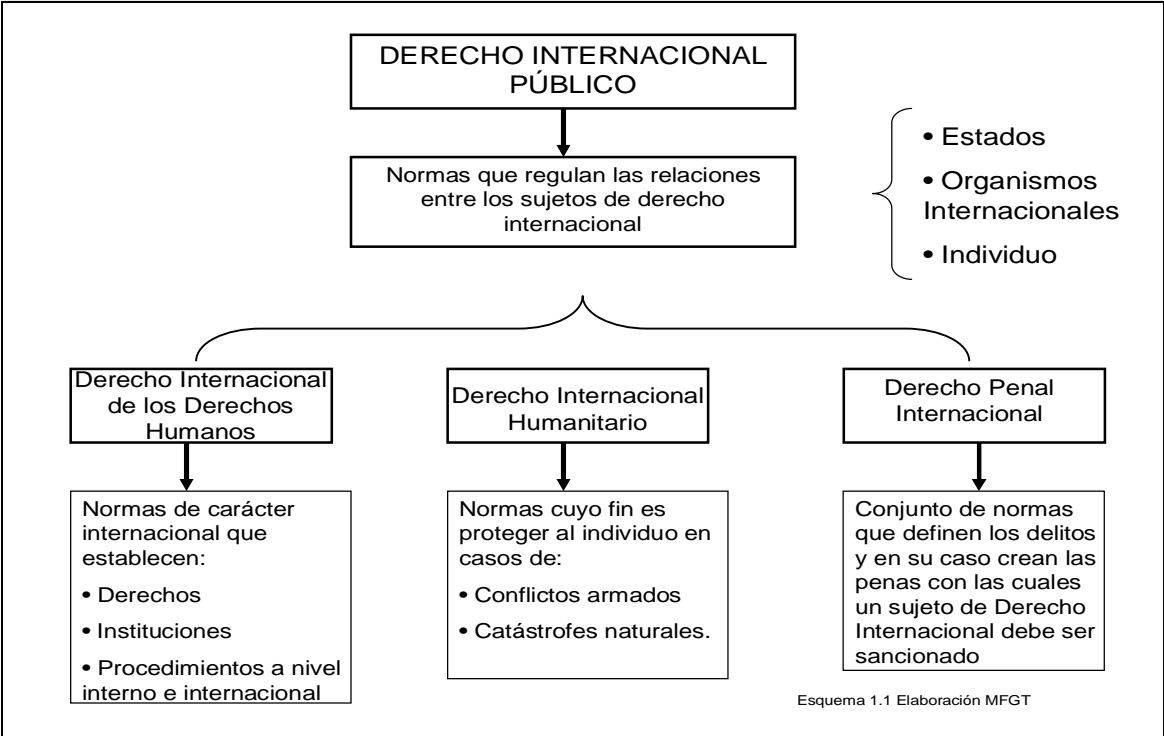 DERECHO INTERNACIONAL
PÚBLICO
Normas que regulan las relaciones
entre los sujetos de derecho
internacional
• Estados
• Organismos
Internacionales
• Individuo
Derecho Internacional
de los Derechos
Humanos
Derecho Internacional
Humanitario
Derecho Penal
Internacional
Normas de carácter
internacional que
establecen:
• Derechos
• Instituciones
• Procedimientos a nivel
interno e internacional
Normas cuyo fin es
proteger al individuo en
casos de:
• Conflictos armados
• Catástrofes naturales.
Conjunto de normas
que definen los delitos
y en su caso crean las
penas con las cuales
un sujeto de Derecho
Internacional debe ser
sancionado
Esquema 1.1 Elaboración MFGT